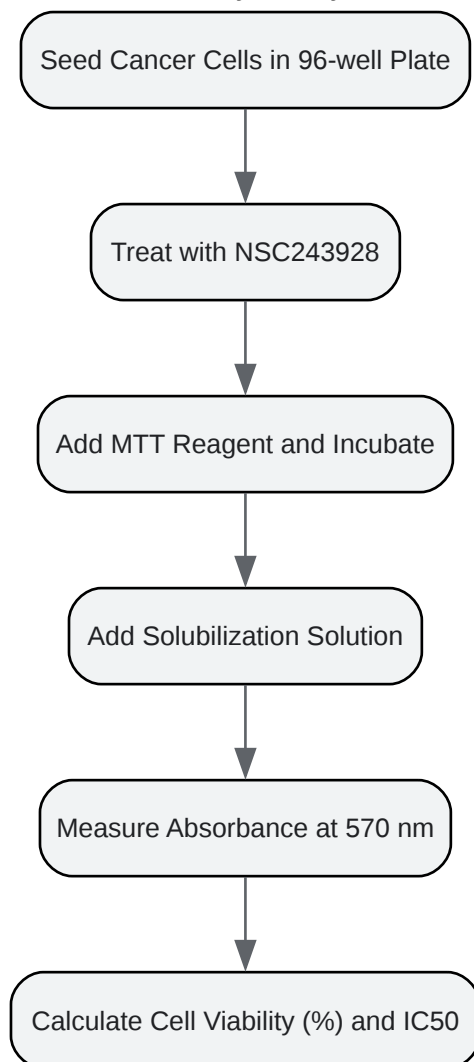 Seed Cancer Cells in 96-well Plate
Treat with NSC243928
Add MTT Reagent and Incubate
Add Solubilization Solution
Measure Absorbance at 570 nm
Calculate Cell Viability (%) and IC50